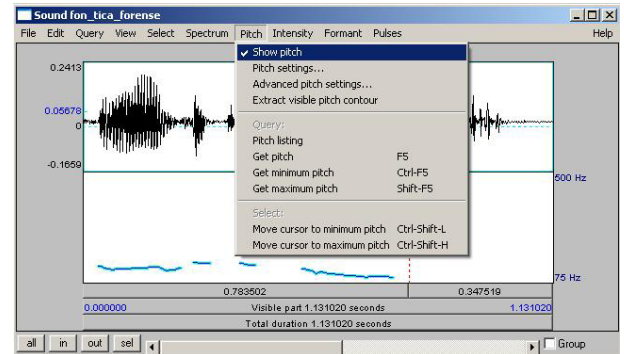 Sound fon_tica_forense
File Edit Query View Select Spectrum Pitch Intensity Formant Pulses Help
✓ Show pitch
Pitch settings...
Advanced pitch settings...
Extract visible pitch contour
Query:
Pitch listing
Get pitch F5
Get minimum pitch Ctrl-F5
Get maximum pitch Shift-F5
Select:
Move cursor to minimum pitch Ctrl-Shift-L
Move cursor to maximum pitch Ctrl-Shift-H
0.2413
0.05678
0
-0.1659
500 Hz
75 Hz
0.783502 0.347519
0.000000 Visible part 1.131020 seconds 1.131020
Total duration 1.131020 seconds
all in out sel Group